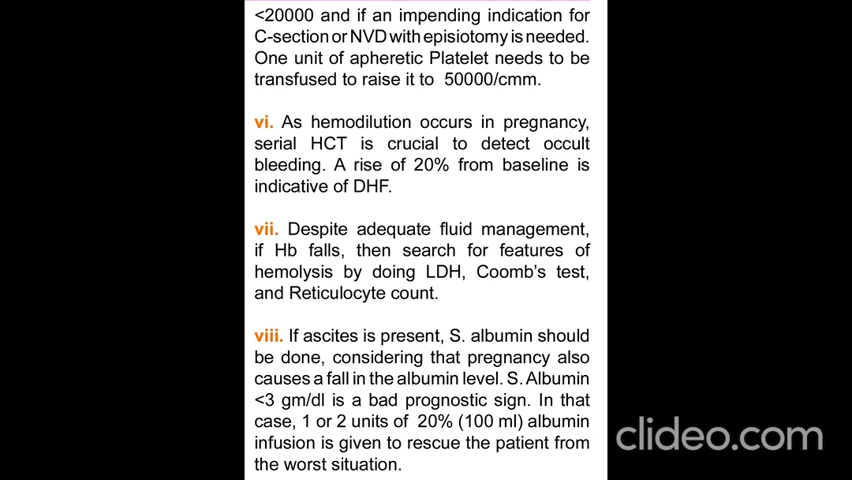 <20000 and if an impending indication for
C-section or NVD with episiotomy is needed.
One unit of apheretic Platelet needs to be
transfused to raise it to 50000/cmm.
vi. As hemodilution occurs in pregnancy,
serial HCT is crucial to detect occult
bleeding. A rise of 20% from baseline is
indicative of DHF.
vii. Despite adequate fluid management,
if Hb falls, then search for features of
hemolysis by doing LDH, Coomb's test,
and Reticulocyte count.
viii. If ascites is present, S. albumin should
be done, considering that pregnancy also
causes a fall in the albumin level. S. Albumin
<3 gm/dl is a bad prognostic sign. In that
case, 1 or 2 units of 20% (100 ml) albumin
infusion is given to rescue the patient from
the worst situation.
clideo.com